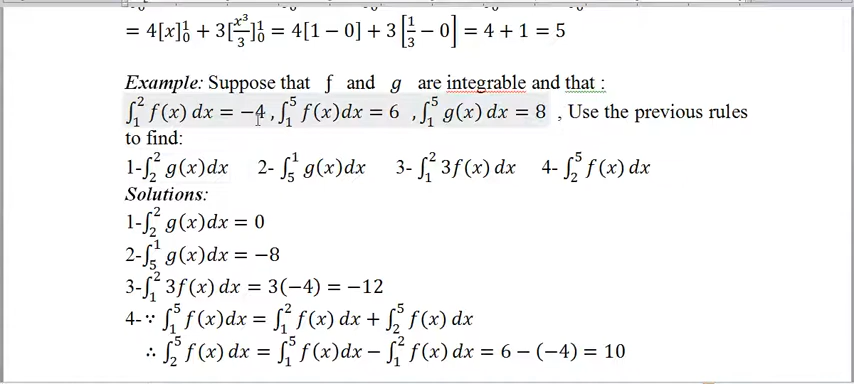 = 4[x]₀¹ + 3[x³/3]₀¹ = 4[1 − 0] + 3[1/3 − 0] = 4 + 1 = 5
Example: Suppose that f and g are integrable and that :
∫₁² f(x) dx = −4 , ∫₁⁵ f(x)dx = 6 , ∫₁⁵ g(x) dx = 8 , Use the previous rules
to find:
1-∫₂² g(x)dx 2- ∫₅¹ g(x)dx 3- ∫₁² 3f(x) dx 4- ∫₂⁵ f(x) dx
Solutions:
1-∫₂² g(x)dx = 0
2-∫₅¹ g(x)dx = −8
3-∫₁² 3f(x) dx = 3(−4) = −12
4- ∵ ∫₁⁵ f(x)dx = ∫₁² f(x) dx + ∫₂⁵ f(x) dx
∴ ∫₂⁵ f(x) dx = ∫₁⁵ f(x)dx − ∫₁² f(x) dx = 6 − (−4) = 10